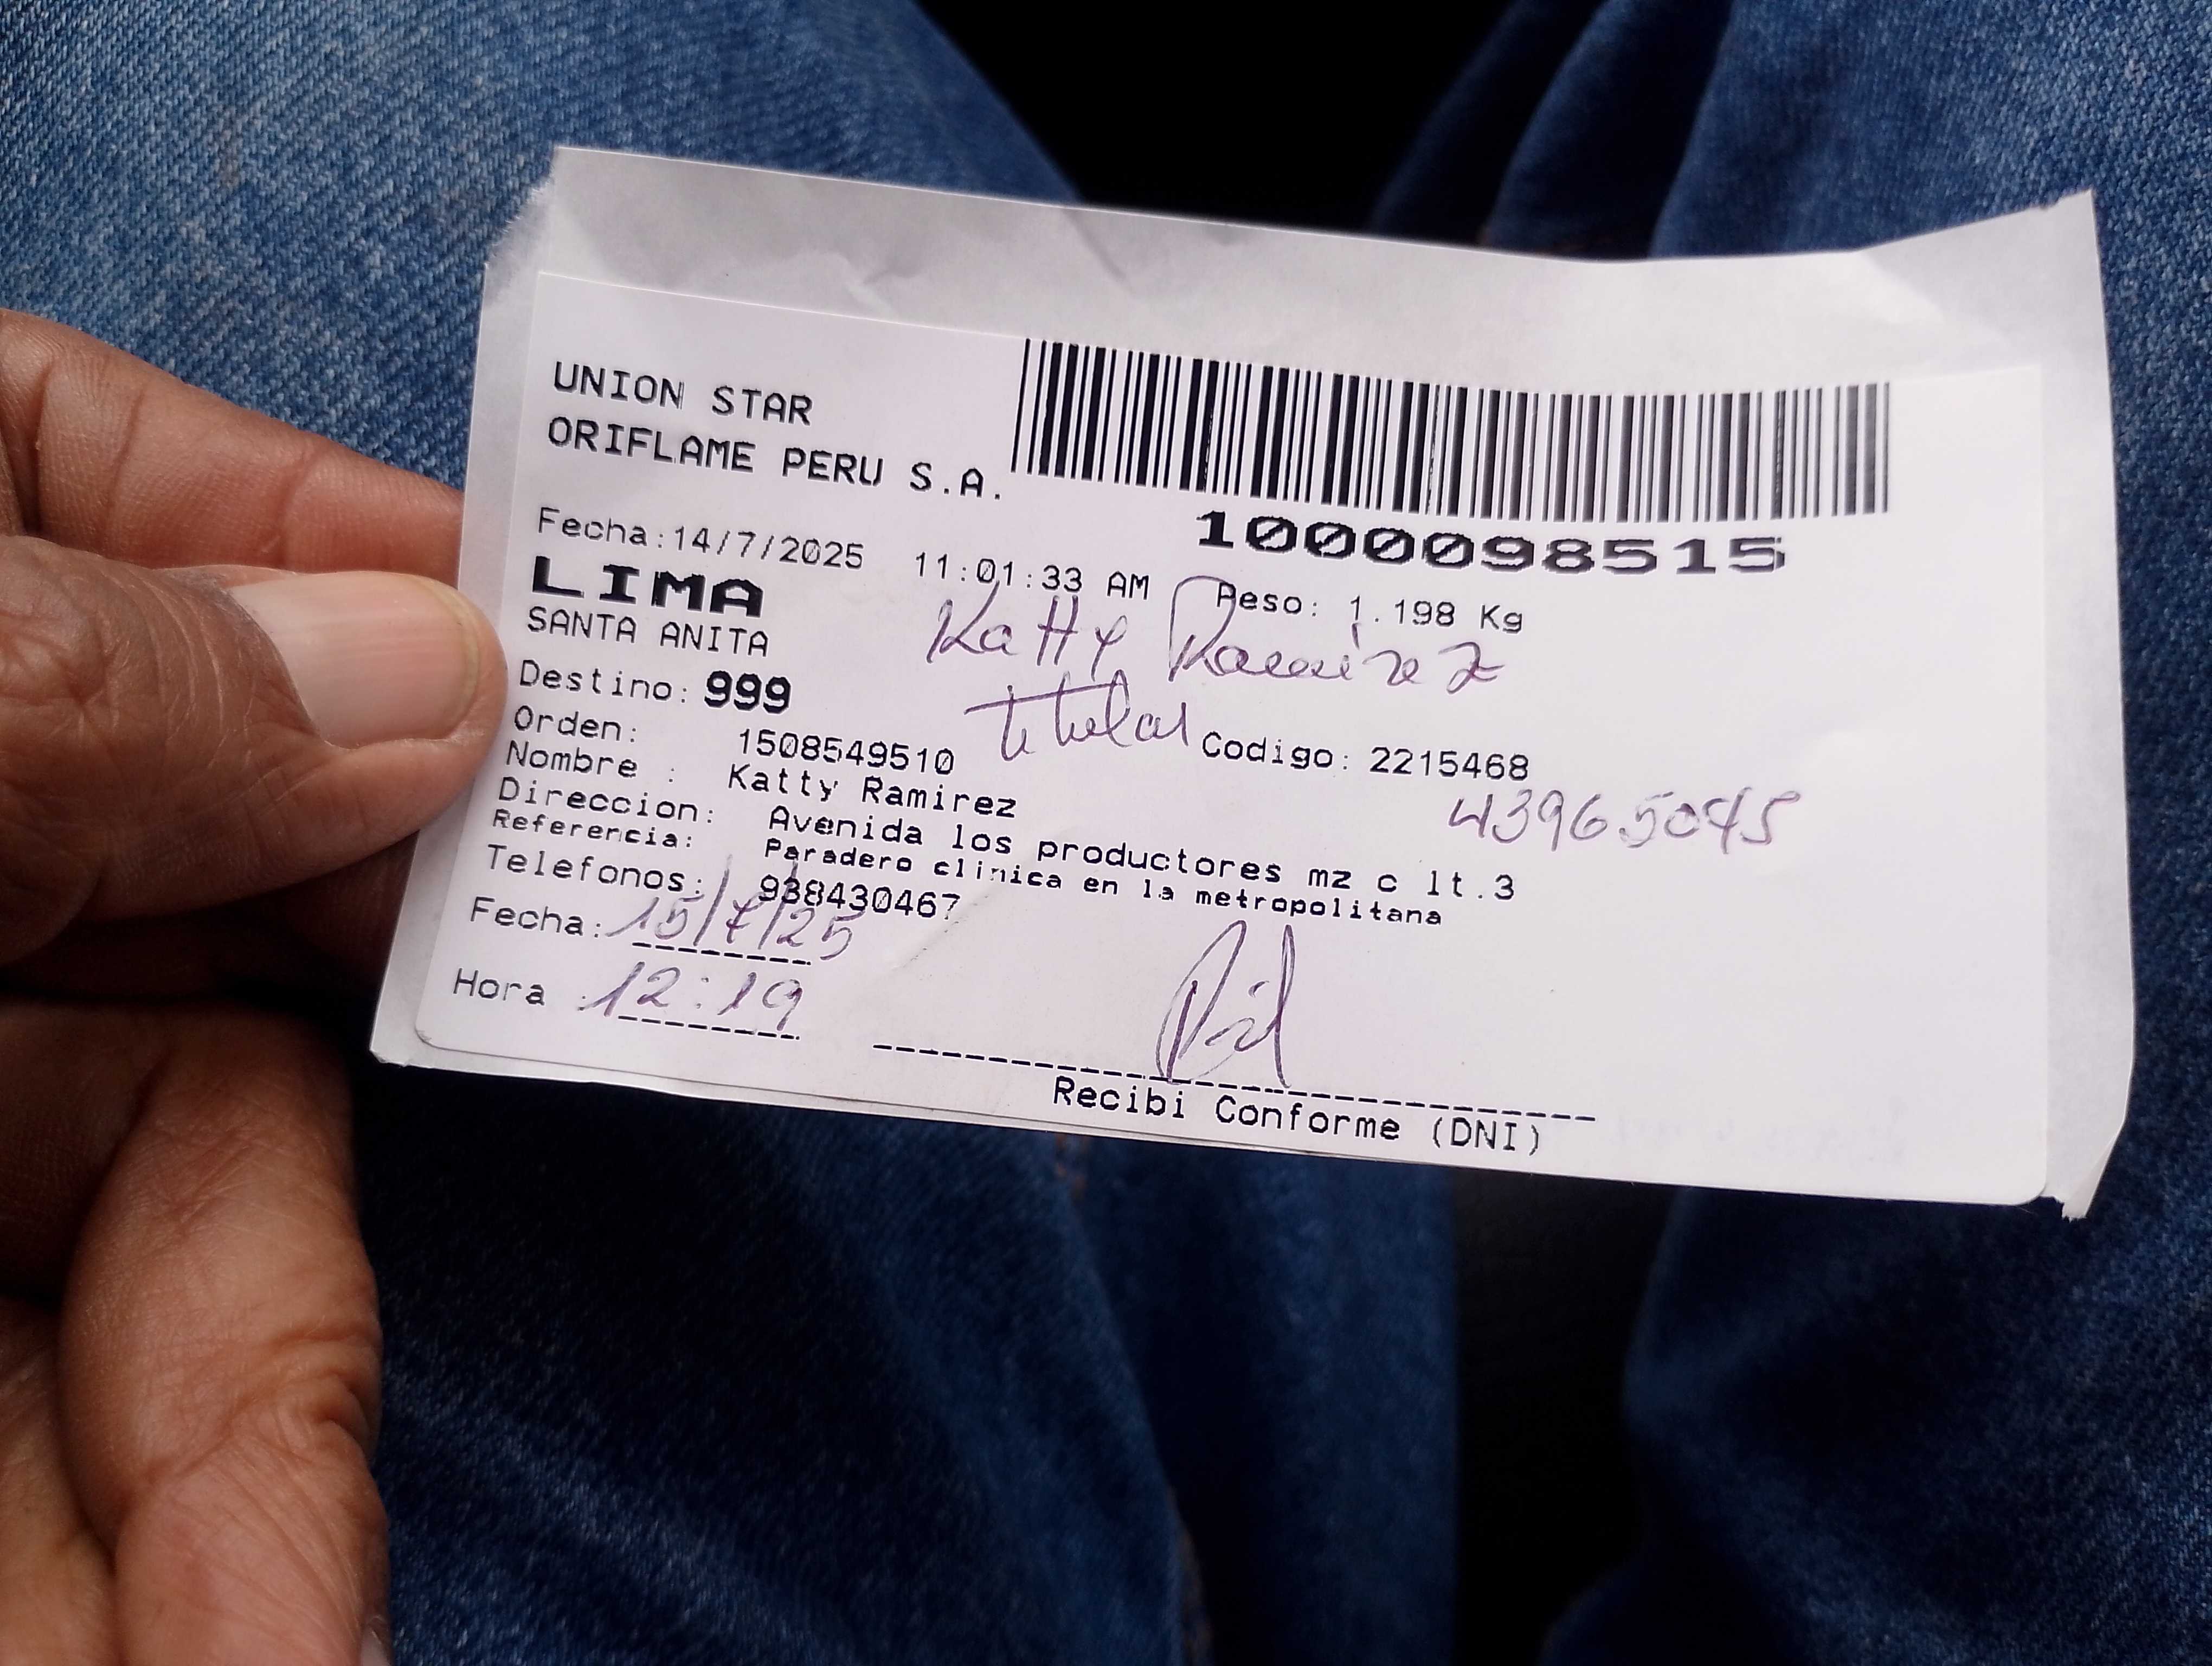 UNION STAR
ORIFLAME PERU S.A.
1000098515
Fecha:14/7/2025 11:01:33 AM Peso: 1.198 Kg
LIMA
SANTA ANITA
Katty Ramirez
titular
Destino: 999
Orden: 1508549510 Codigo: 2215468
Nombre : Katty Ramirez
43965045
Direccion: Avenida los productores mz c lt.3
Referencia: Paradero clinica en la metropolitana
Telefonos: 938430467
Fecha: 15/7/25
Hora : 12:19
Recibi Conforme (DNI)